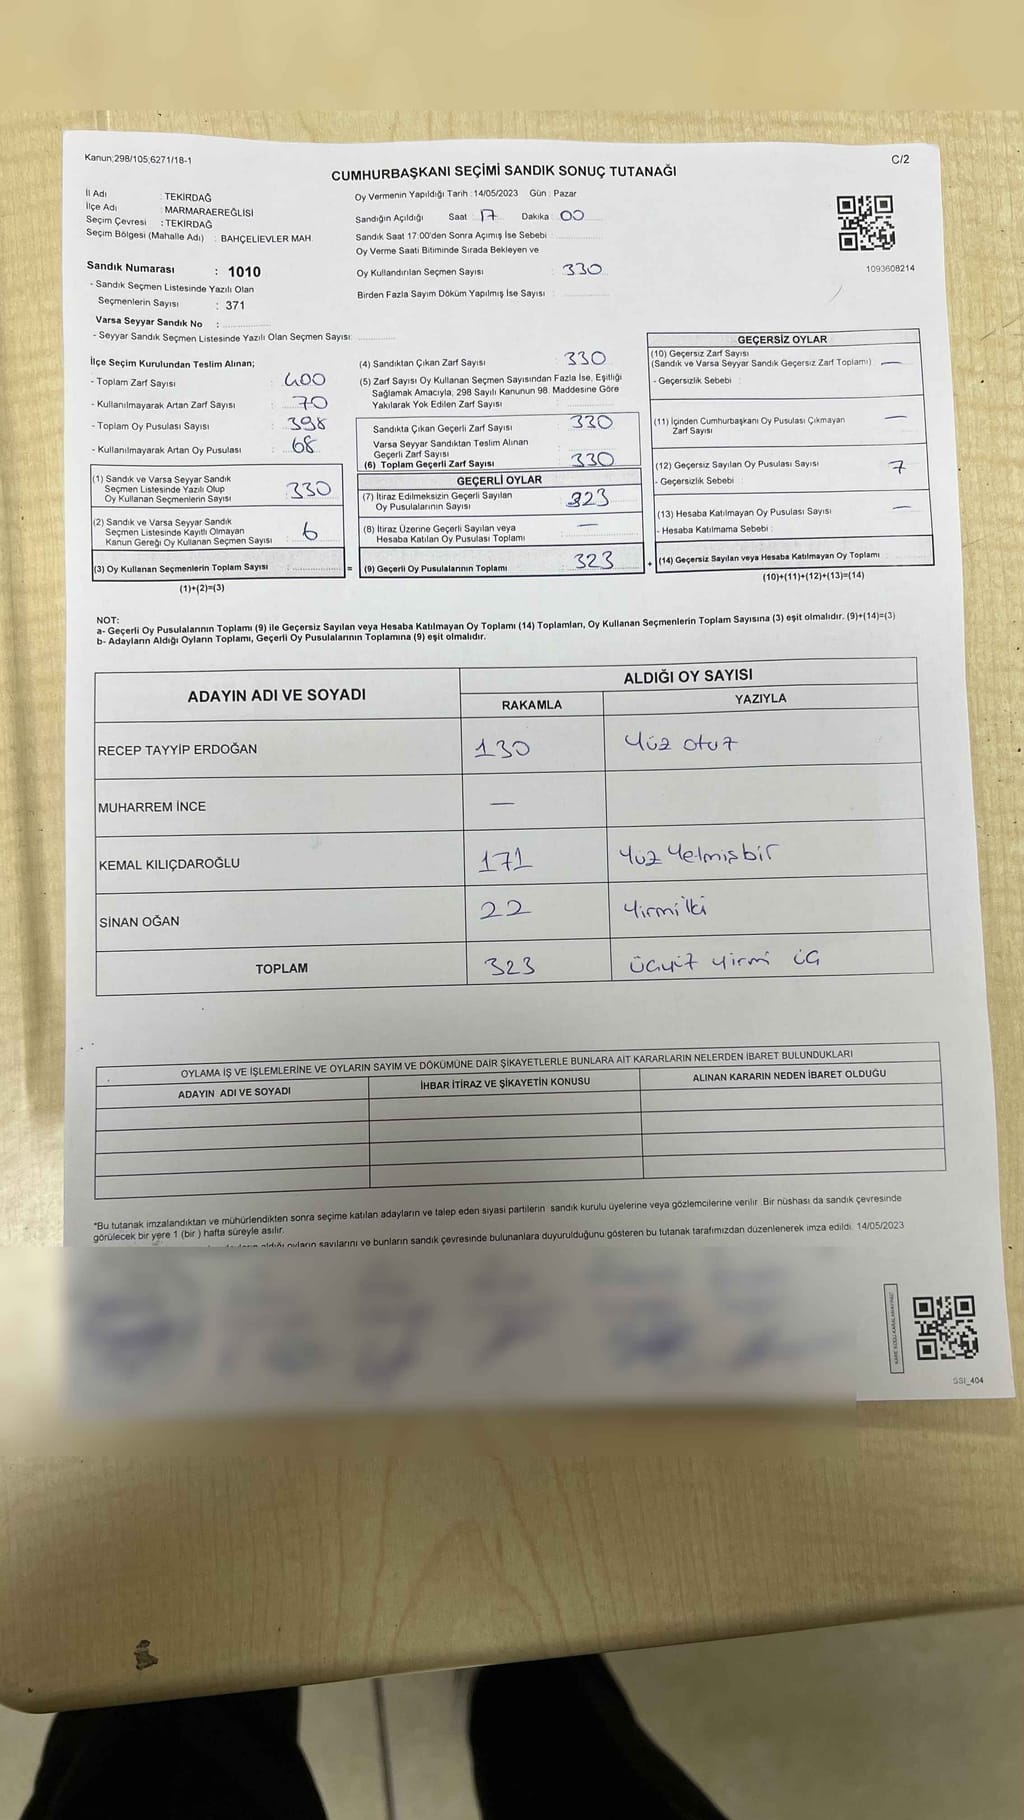 Kanun;298/105,6271/18-1
C/2
CUMHURBAŞKANI SEÇİMİ SANDIK SONUÇ TUTANAĞI
İl Adı : TEKİRDAĞ
İlçe Adı : MARMARAEREĞLİSİ
Seçim Çevresi : TEKİRDAĞ
Seçim Bölgesi (Mahalle Adı) : BAHÇELİEVLER MAH.
Oy Vermenin Yapıldığı Tarih : 14/05/2023 Gün : Pazar
Sandığın Açıldığı Saat 17 Dakika 00
Sandık Saat 17:00'den Sonra Açımış İse Sebebi
Oy Verme Saati Bitiminde Sırada Bekleyen ve
Oy Kullandırılan Seçmen Sayısı : 330
Birden Fazla Sayım Döküm Yapılmış İse Sayısı :
1093608214
Sandık Numarası : 1010
- Sandık Seçmen Listesinde Yazılı Olan
Seçmenlerin Sayısı : 371
Varsa Seyyar Sandık No :
- Seyyar Sandık Seçmen Listesinde Yazılı Olan Seçmen Sayısı:
İlçe Seçim Kurulundan Teslim Alınan;
- Toplam Zarf Sayısı : 400
- Kullanılmayarak Artan Zarf Sayısı : 70
- Toplam Oy Pusulası Sayısı : 398
- Kullanılmayarak Artan Oy Pusulası : 68
(1) Sandık ve Varsa Seyyar Sandık
Seçmen Listesinde Yazılı Olup
Oy Kullanan Seçmenlerin Sayısı 330
(2) Sandık ve Varsa Seyyar Sandık
Seçmen Listesinde Kayıtlı Olmayan
Kanun Gereği Oy Kullanan Seçmen Sayısı : 6
(3) Oy Kullanan Seçmenlerin Toplam Sayısı :
(1)+(2)=(3)
(4) Sandıktan Çıkan Zarf Sayısı 330
(5) Zarf Sayısı Oy Kullanan Seçmen Sayısından Fazla İse, Eşitliği
Sağlamak Amacıyla, 298 Sayılı Kanunun 98. Maddesine Göre
Yakılarak Yok Edilen Zarf Sayısı :
Sandıkta Çıkan Geçerli Zarf Sayısı 330
Varsa Seyyar Sandıktan Teslim Alınan
Geçerli Zarf Sayısı
(6) Toplam Geçerli Zarf Sayısı 330
GEÇERLİ OYLAR
(7) İtiraz Edilmeksizin Geçerli Sayılan
Oy Pusulalarının Sayısı 323
(8) İtiraz Üzerine Geçerli Sayılan veya
Hesaba Katılan Oy Pusulası Toplamı : —
= (9) Geçerli Oy Pusulalarının Toplamı 323
GEÇERSİZ OYLAR
(10) Geçersiz Zarf Sayısı
(Sandık ve Varsa Seyyar Sandık Geçersiz Zarf Toplamı) —
- Geçersizlik Sebebi :
(11) İçinden Cumhurbaşkanı Oy Pusulası Çıkmayan —
Zarf Sayısı
(12) Geçersiz Sayılan Oy Pusulası Sayısı 7
- Geçersizlik Sebebi :
(13) Hesaba Katılmayan Oy Pusulası Sayısı —
- Hesaba Katılmama Sebebi :
+ (14) Geçersiz Sayılan veya Hesaba Katılmayan Oy Toplamı :
(10)+(11)+(12)+(13)=(14)
NOT:
a- Geçerli Oy Pusulalarının Toplamı (9) ile Geçersiz Sayılan veya Hesaba Katılmayan Oy Toplamı (14) Toplamları, Oy Kullanan Seçmenlerin Toplam Sayısına (3) eşit olmalıdır. (9)+(14)=(3)
b- Adayların Aldığı Oyların Toplamı, Geçerli Oy Pusulalarının Toplamına (9) eşit olmalıdır.
ADAYIN ADI VE SOYADI
ALDIĞI OY SAYISI
RAKAMLA YAZIYLA
RECEP TAYYİP ERDOĞAN 130 Yüz otuz
MUHARREM İNCE —
KEMAL KILIÇDAROĞLU 171 Yüz Yetmişbir
SİNAN OĞAN 22 Yirmi iki
TOPLAM 323 üçyüz yirmi üç
OYLAMA İŞ VE İŞLEMLERİNE VE OYLARIN SAYIM VE DÖKÜMÜNE DAİR ŞİKAYETLERLE BUNLARA AİT KARARLARIN NELERDEN İBARET BULUNDUKLARI
ADAYIN ADI VE SOYADI İHBAR İTİRAZ VE ŞİKAYETİN KONUSU ALINAN KARARIN NEDEN İBARET OLDUĞU
*Bu tutanak imzalandıktan ve mühürlendikten sonra seçime katılan adayların ve talep eden siyasi partilerin sandık kurulu üyelerine veya gözlemcilerine verilir. Bir nüshası da sandık çevresinde
görülecek bir yere 1 (bir ) hafta süreyle asılır.
aldığı oyların sayılarını ve bunların sandık çevresinde bulunanlara duyurulduğunu gösteren bu tutanak tarafımızdan düzenlenerek imza edildi. 14/05/2023
SSI_404